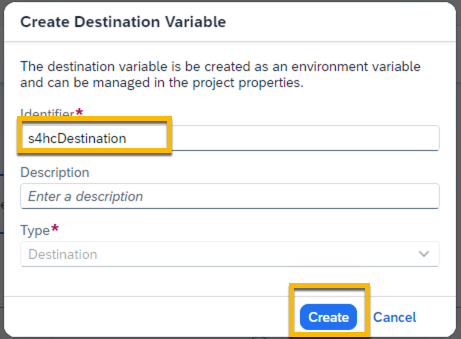 Create Destination Variable
The destination variable is be created as an environment variable
and can be managed in the project properties.
Identifier*
s4hcDestination
Description
Enter a description
Type*
Destination
Create Cancel